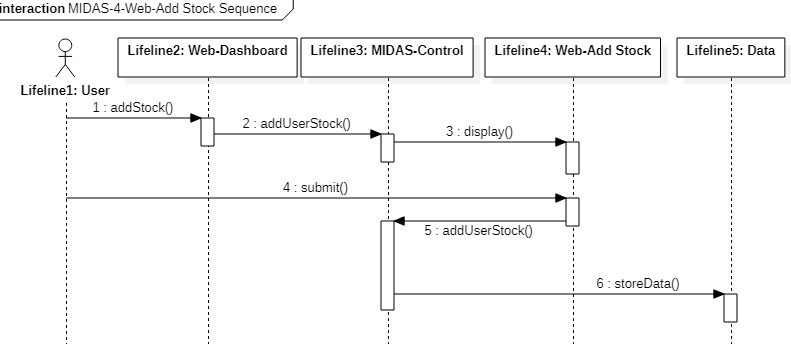 interaction MIDAS-4-Web-Add Stock Sequence
Lifeline2: Web-Dashboard
Lifeline3: MIDAS-Control
Lifeline4: Web-Add Stock
Lifeline5: Data
Lifeline1: User
1 : addStock()
2 : addUserStock()
3 : display()
4 : submit()
5 : addUserStock()
6 : storeData()